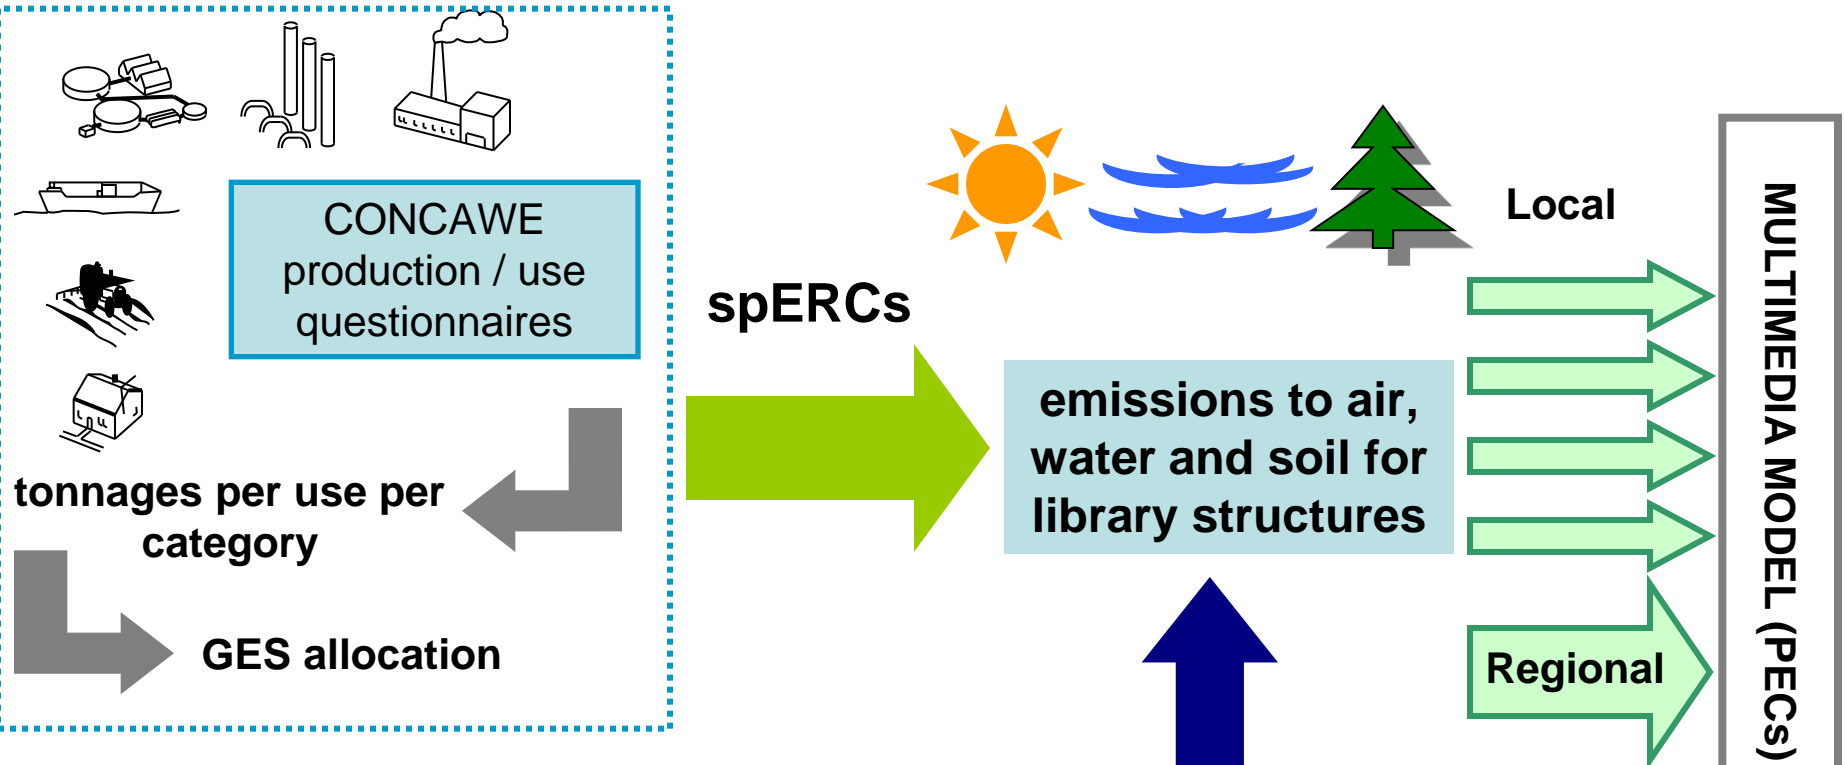 CONCAWE
production / use
questionnaires
tonnages per use per
category
GES allocation
spERCs
emissions to air,
water and soil for
library structures
Local
Regional
MULTIMEDIA MODEL (PECs)